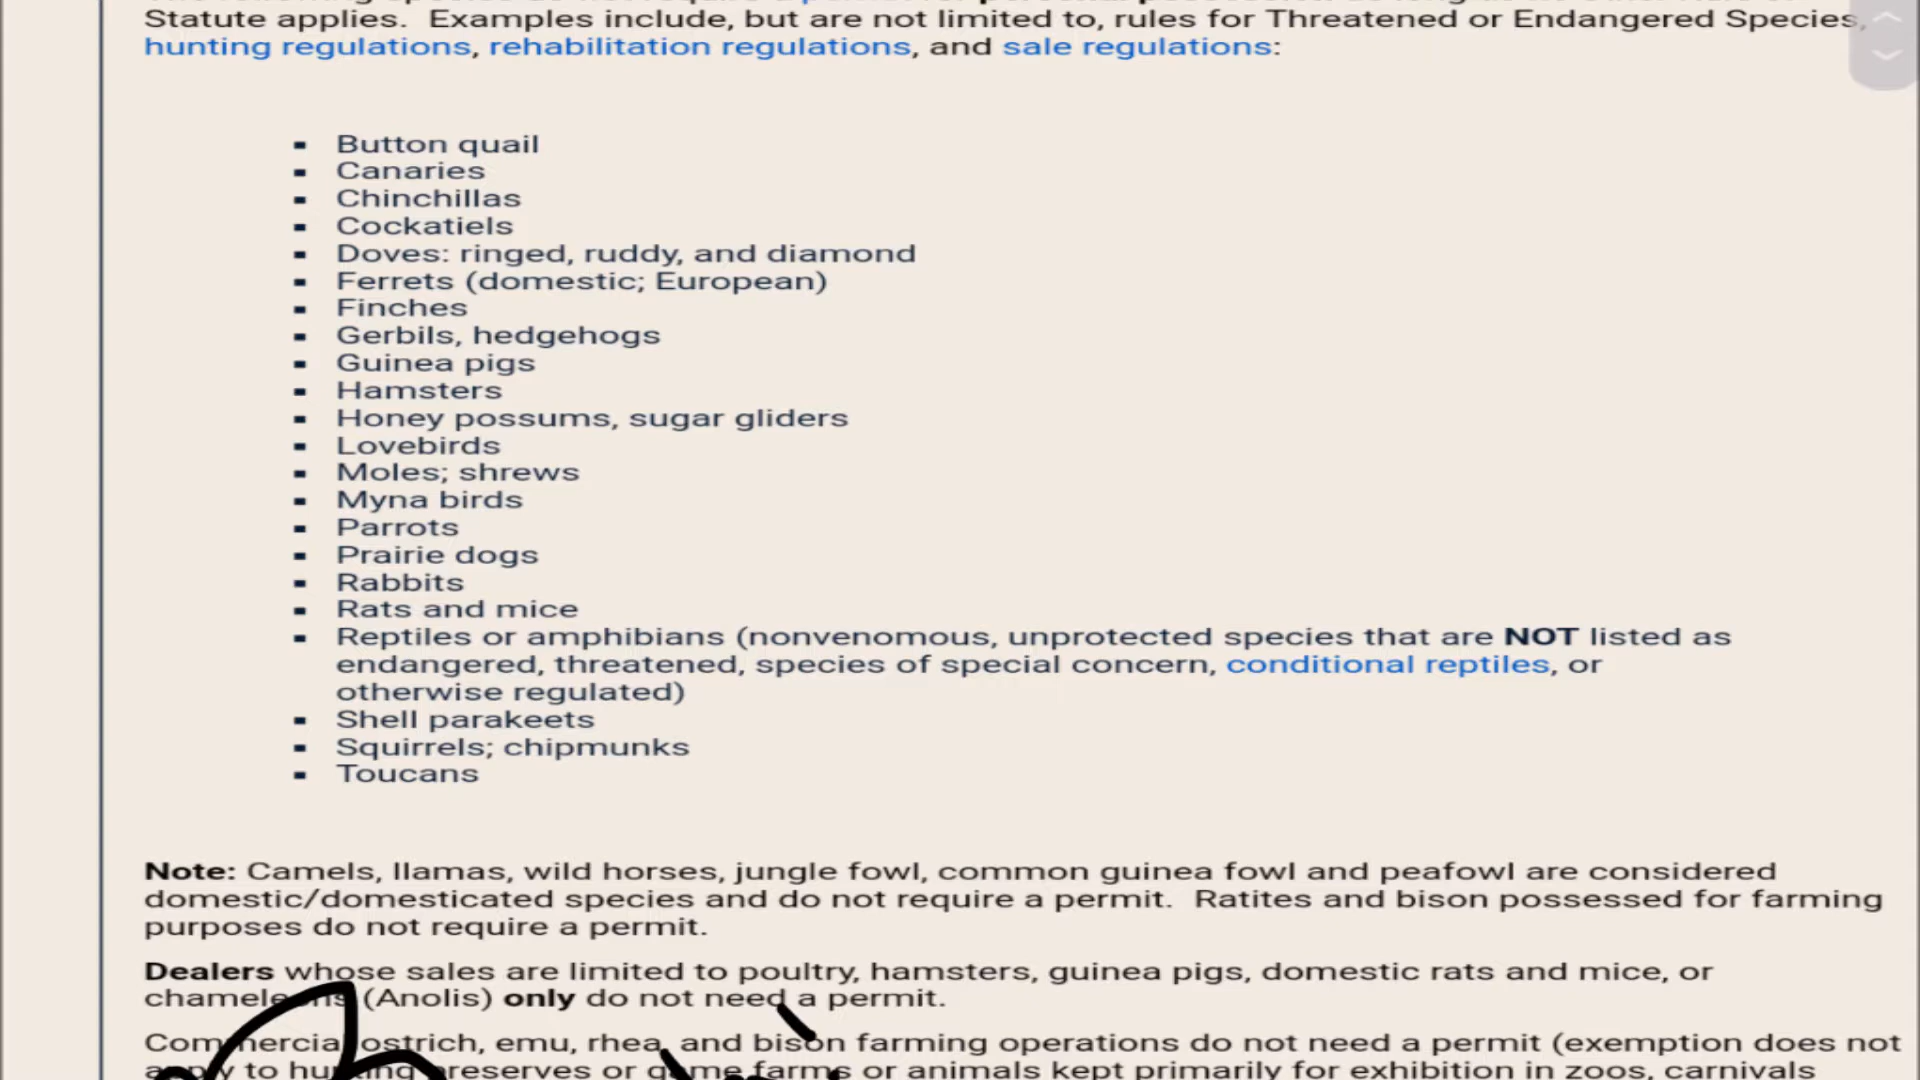 Statute applies. Examples include, but are not limited to, rules for Threatened or Endangered Species,
hunting regulations, rehabilitation regulations, and sale regulations:
Button quail
Canaries
Chinchillas
Cockatiels
Doves: ringed, ruddy, and diamond
Ferrets (domestic; European)
Finches
Gerbils, hedgehogs
Guinea pigs
Hamsters
Honey possums, sugar gliders
Lovebirds
Moles; shrews
Myna birds
Parrots
Prairie dogs
Rabbits
Rats and mice
Reptiles or amphibians (nonvenomous, unprotected species that are NOT listed as
endangered, threatened, species of special concern, conditional reptiles, or
otherwise regulated)
Shell parakeets
Squirrels; chipmunks
Toucans
Note: Camels, llamas, wild horses, jungle fowl, common guinea fowl and peafowl are considered
domestic/domesticated species and do not require a permit. Ratites and bison possessed for farming
purposes do not require a permit.
Dealers whose sales are limited to poultry, hamsters, guinea pigs, domestic rats and mice, or
chameleons (Anolis) only do not need a permit.
Commercial ostrich, emu, rhea, and bison farming operations do not need a permit (exemption does not
apply to hunting preserves or game farms or animals kept primarily for exhibition in zoos, carnivals